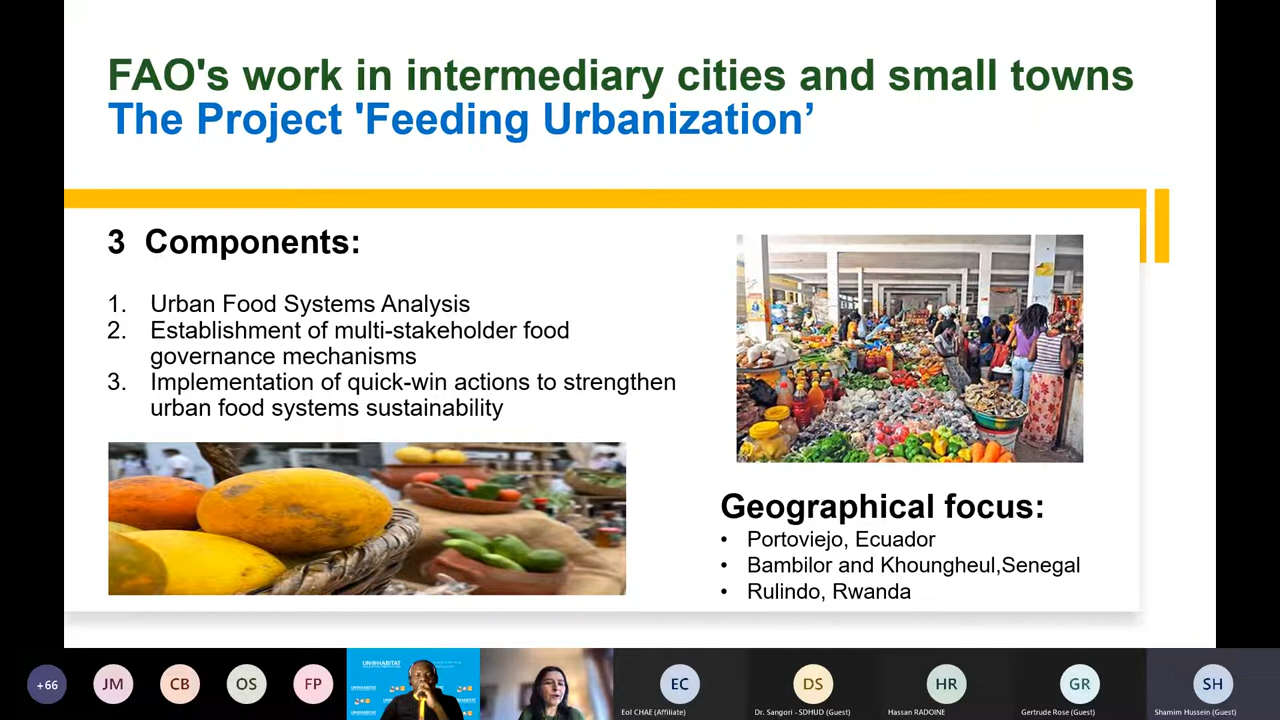 FAO's work in intermediary cities and small towns
The Project 'Feeding Urbanization’
3 Components:
1. Urban Food Systems Analysis
2. Establishment of multi-stakeholder food
governance mechanisms
3. Implementation of quick-win actions to strengthen
urban food systems sustainability
Geographical focus:
• Portoviejo, Ecuador
• Bambilor and Khoungheul,Senegal
• Rulindo, Rwanda
+66
JM
CB
OS
FP
UN HABITAT
EC
Eol CHAE (Affiliate)
DS
Dr. Sangori - SDHUD (Guest)
HR
Hassan RADOINE
GR
Gertrude Rose (Guest)
SH
Shamim Hussein (Guest)